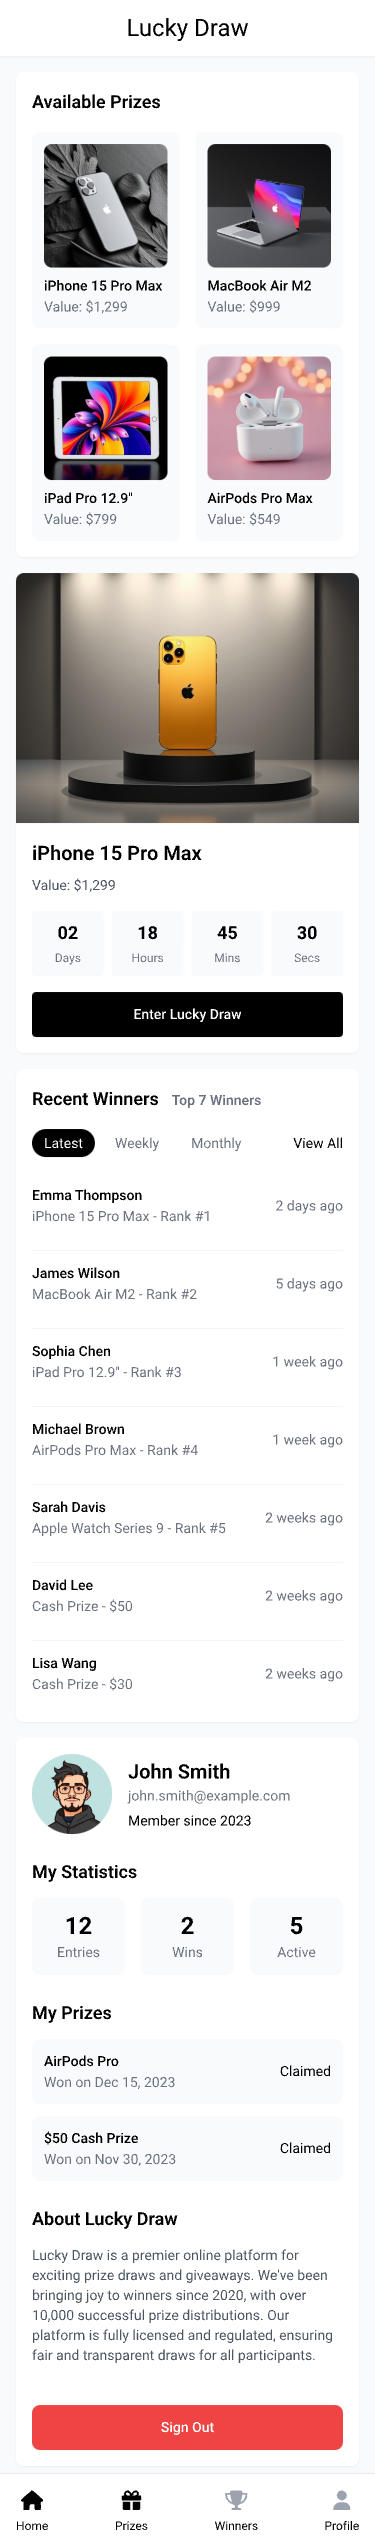 Lucky Draw
Available Prizes
iPhone 15 Pro Max
Value: $1,299
MacBook Air M2
Value: $999
iPad Pro 12.9"
Value: $799
AirPods Pro Max
Value: $549
iPhone 15 Pro Max
Value: $1,299
02
Days
18
Hours
45
Mins
30
Secs
Enter Lucky Draw
Recent Winners Top 7 Winners
Latest Weekly Monthly View All
Emma Thompson
iPhone 15 Pro Max - Rank #1
2 days ago
James Wilson
MacBook Air M2 - Rank #2
5 days ago
Sophia Chen
iPad Pro 12.9" - Rank #3
1 week ago
Michael Brown
AirPods Pro Max - Rank #4
1 week ago
Sarah Davis
Apple Watch Series 9 - Rank #5
2 weeks ago
David Lee
Cash Prize - $50
2 weeks ago
Lisa Wang
Cash Prize - $30
2 weeks ago
John Smith
john.smith@example.com
Member since 2023
My Statistics
12
Entries
2
Wins
5
Active
My Prizes
AirPods Pro
Won on Dec 15, 2023
Claimed
$50 Cash Prize
Won on Nov 30, 2023
Claimed
About Lucky Draw
Lucky Draw is a premier online platform for
exciting prize draws and giveaways. We've been
bringing joy to winners since 2020, with over
10,000 successful prize distributions. Our
platform is fully licensed and regulated, ensuring
fair and transparent draws for all participants.
Sign Out
Home Prizes Winners Profile